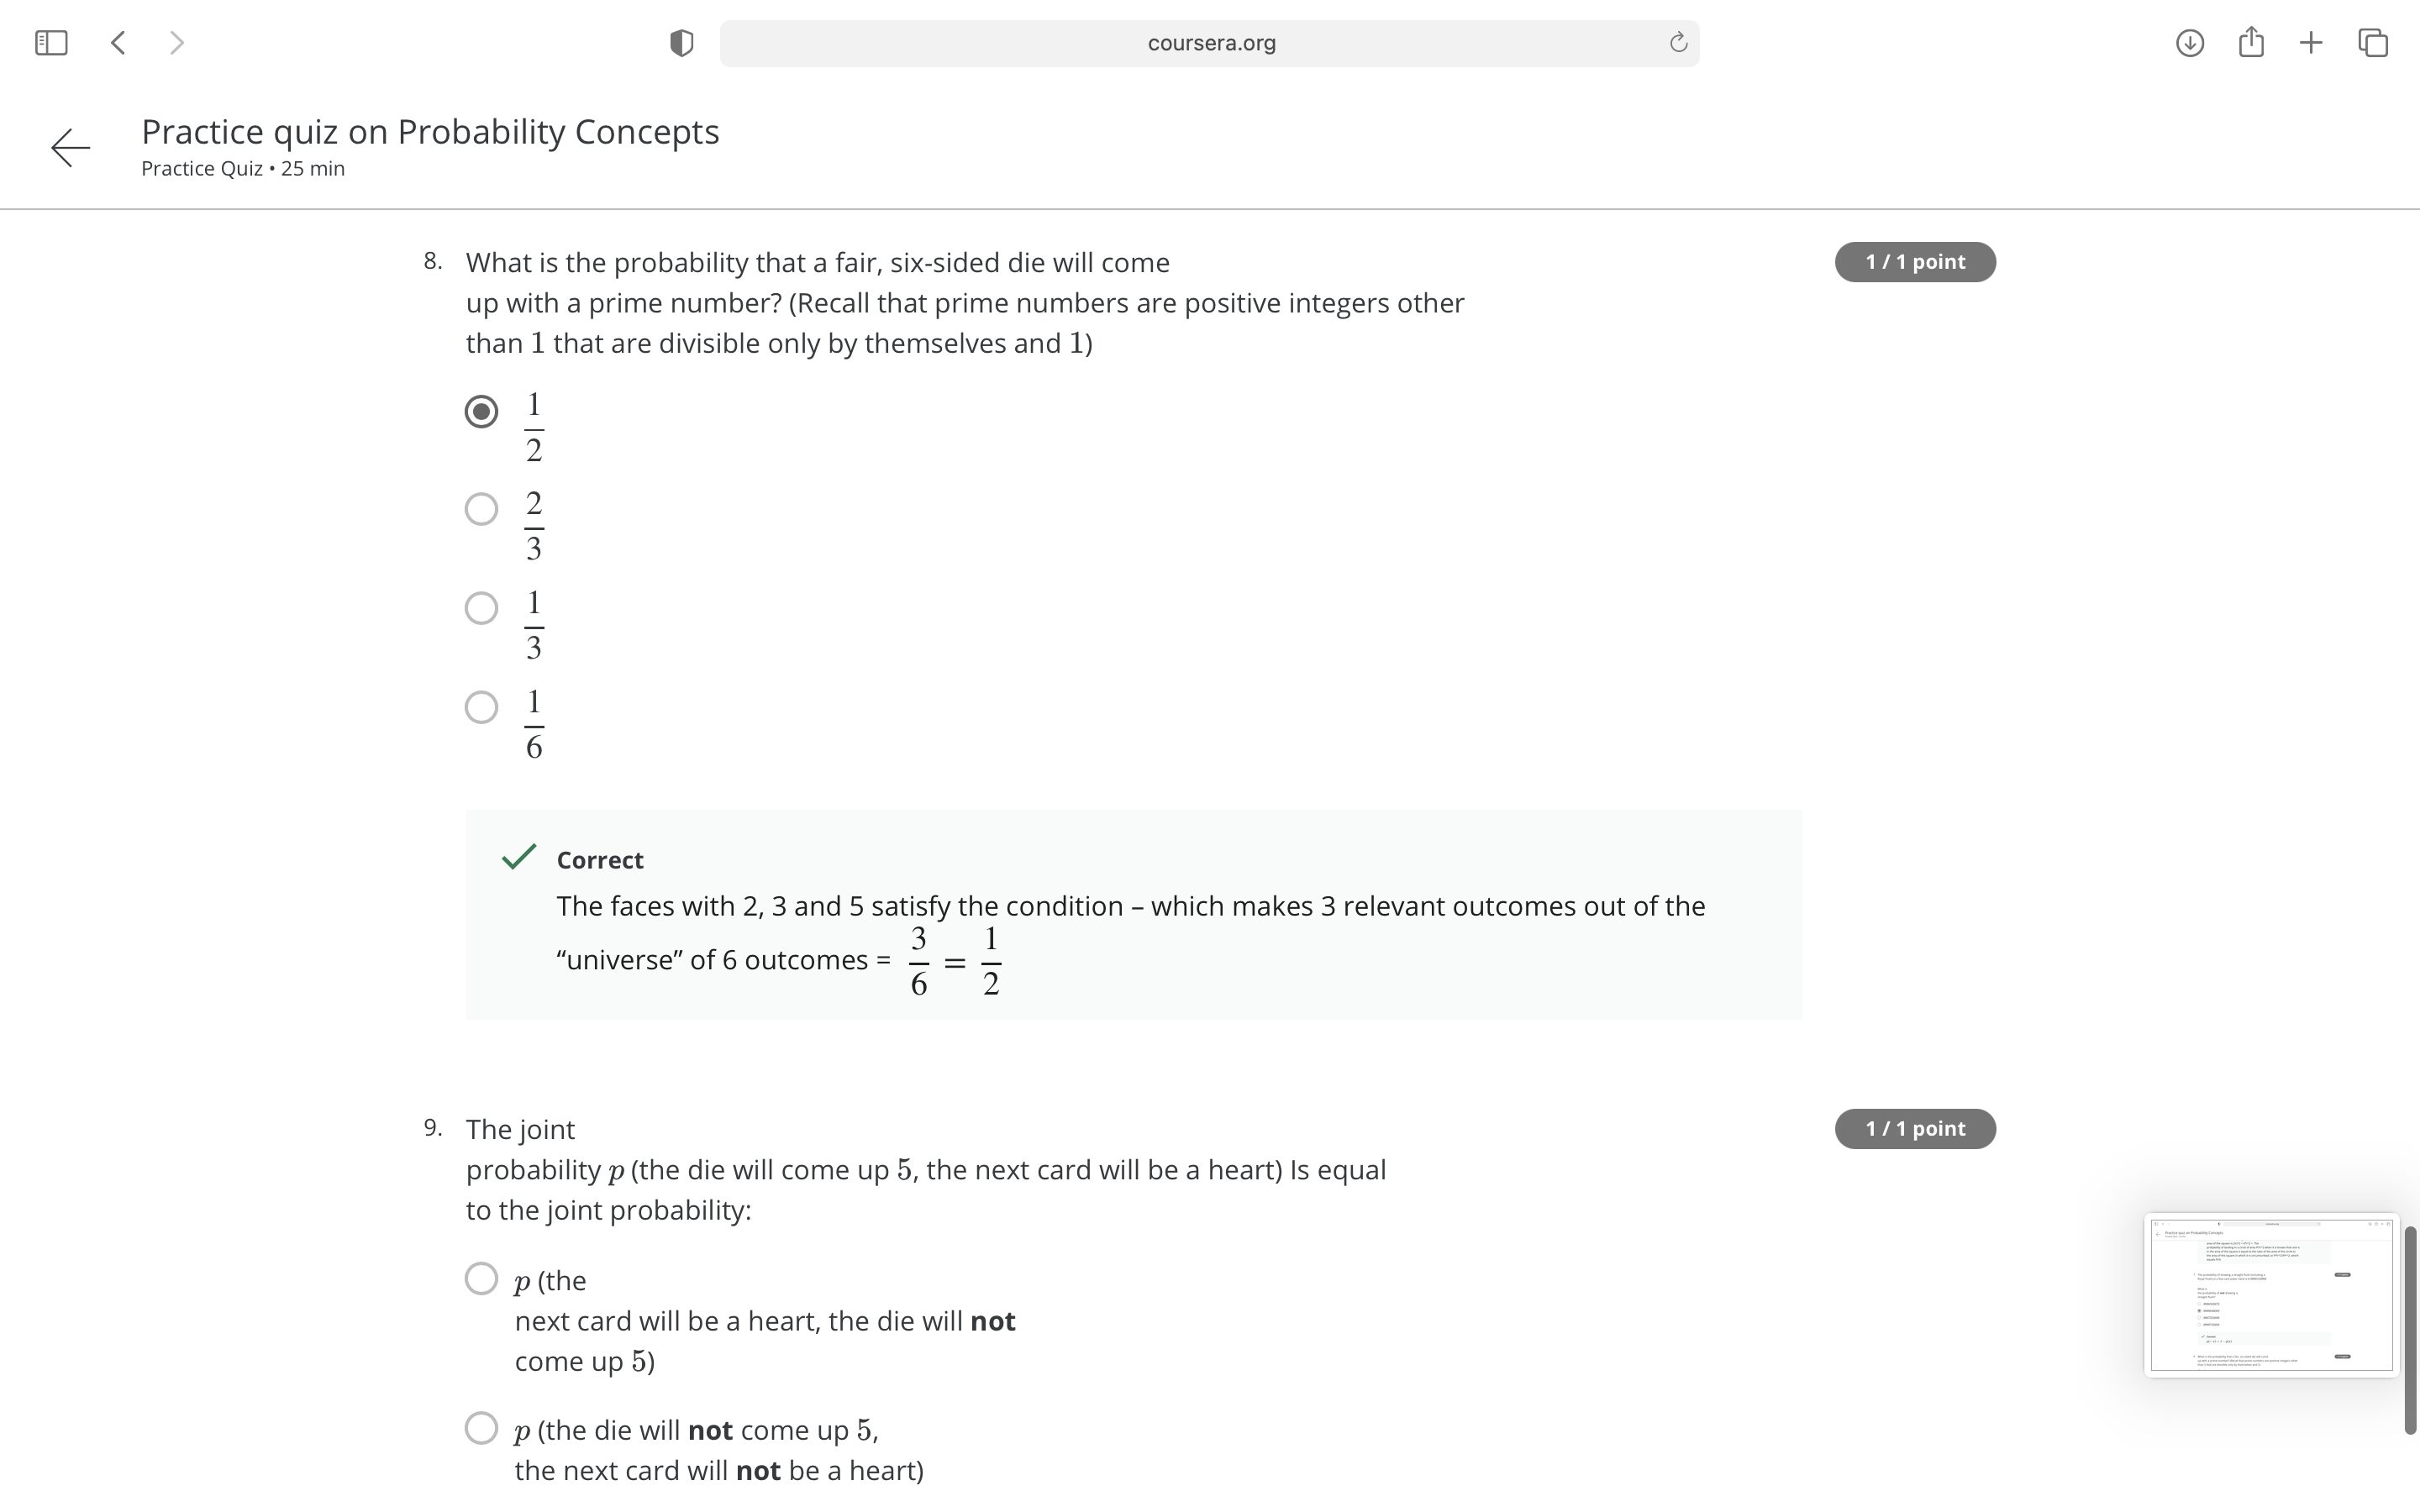 coursera.org
Practice quiz on Probability Concepts
Practice Quiz • 25 min
8. What is the probability that a fair, six-sided die will come
up with a prime number? (Recall that prime numbers are positive integers other
than 1 that are divisible only by themselves and 1)
1 / 1 point
1/2
2/3
1/3
1/6
Correct
The faces with 2, 3 and 5 satisfy the condition – which makes 3 relevant outcomes out of the
“universe” of 6 outcomes = 3/6 = 1/2
9. The joint
probability p (the die will come up 5, the next card will be a heart) Is equal
to the joint probability:
1 / 1 point
p (the
next card will be a heart, the die will not
come up 5)
p (the die will not come up 5,
the next card will not be a heart)